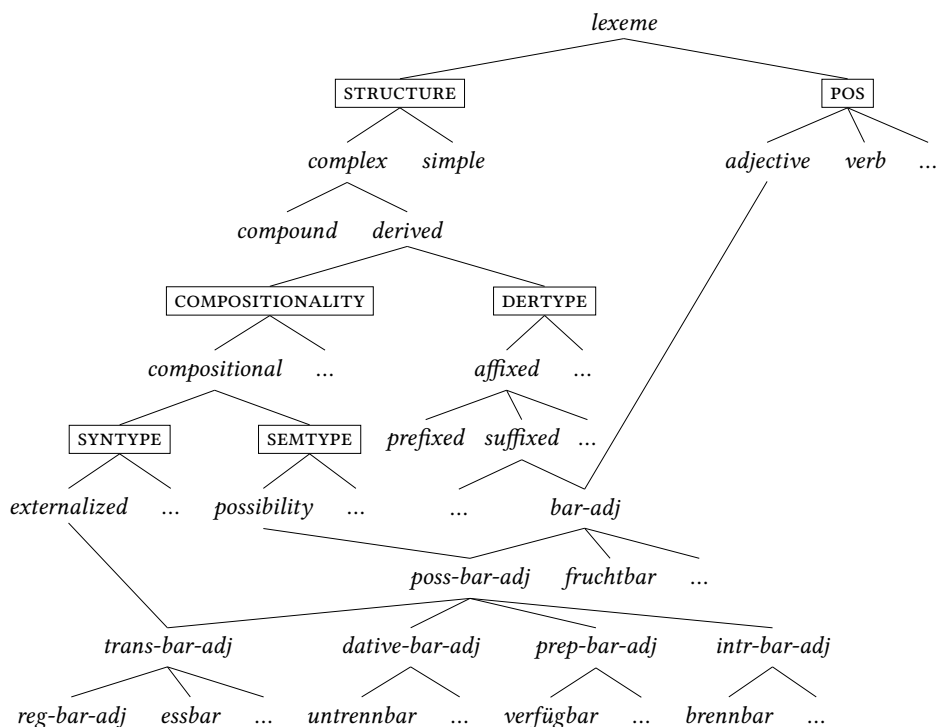 lexeme
STRUCTURE POS
complex simple adjective verb ...
compound derived
COMPOSITIONALITY DERTYPE
compositional ... affixed ...
SYNTYPE SEMTYPE prefixed suffixed ...
externalized ... possibility ... ... bar-adj
poss-bar-adj fruchtbar ...
trans-bar-adj dative-bar-adj prep-bar-adj intr-bar-adj
reg-bar-adj essbar ... untrennbar ... verfügbar ... brennbar ...